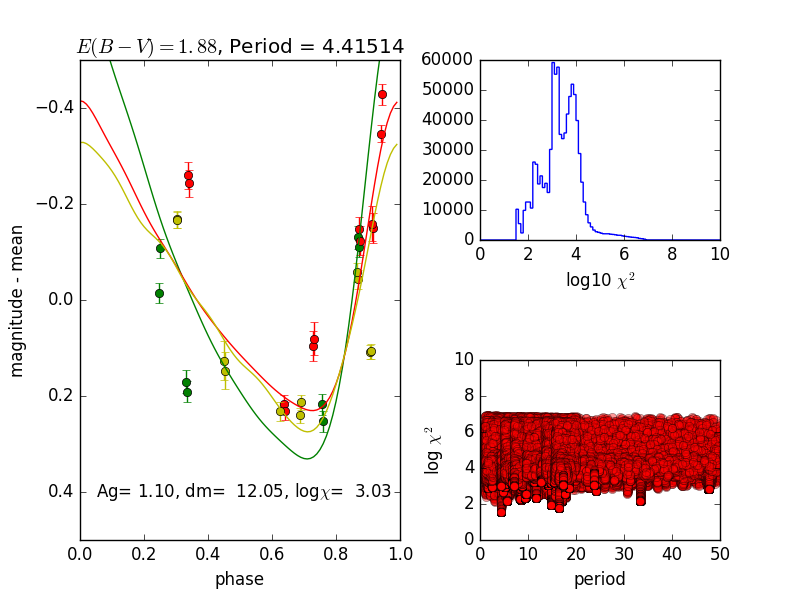 E(B − V) = 1.88, Period = 4.41514
−0.4
−0.2
0.0
0.2
0.4
magnitude - mean
Ag= 1.10, dm= 12.05, logχ= 3.03
0.0 0.2 0.4 0.6 0.8 1.0
phase
60000
50000
40000
30000
20000
10000
0
0 2 4 6 8 10
log10 χ²
10
8
6
4
2
0
log χ²
0 10 20 30 40 50
period